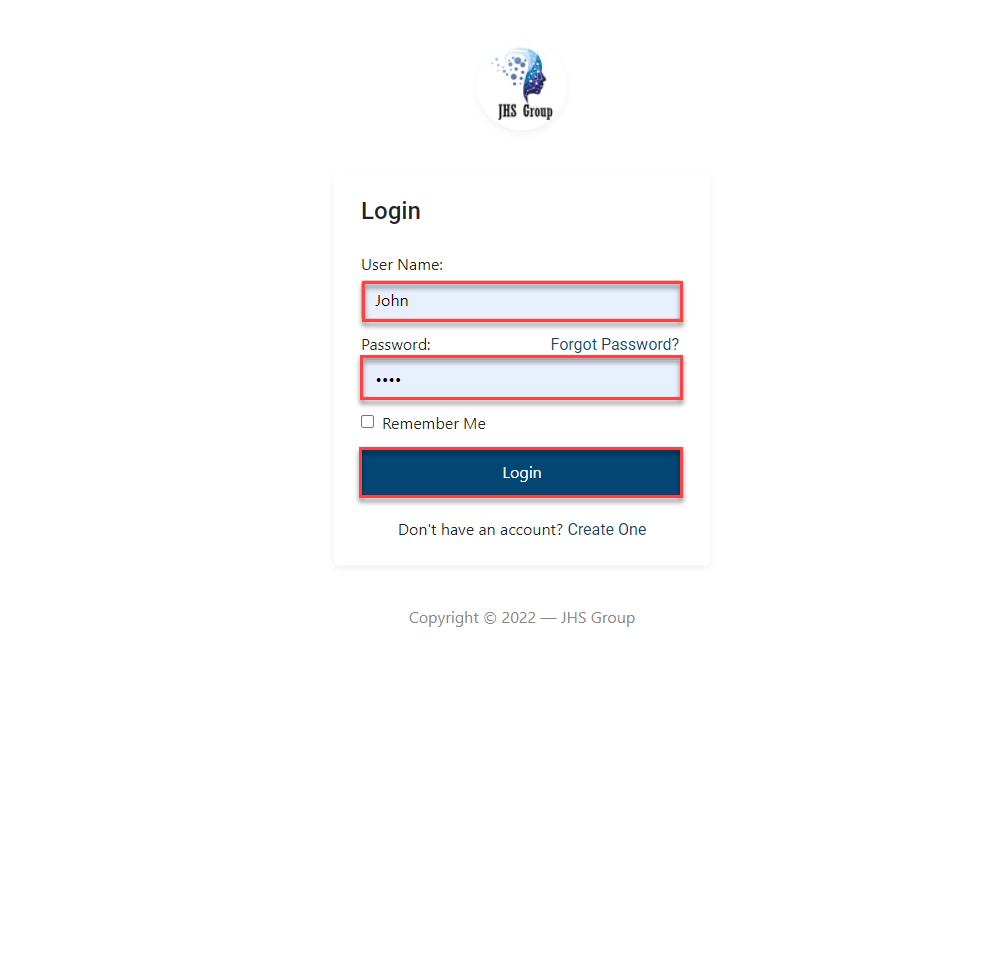 JHS Group
Login
User Name:
John
Password: Forgot Password?
••••
Remember Me
Login
Don't have an account? Create One
Copyright © 2022 — JHS Group